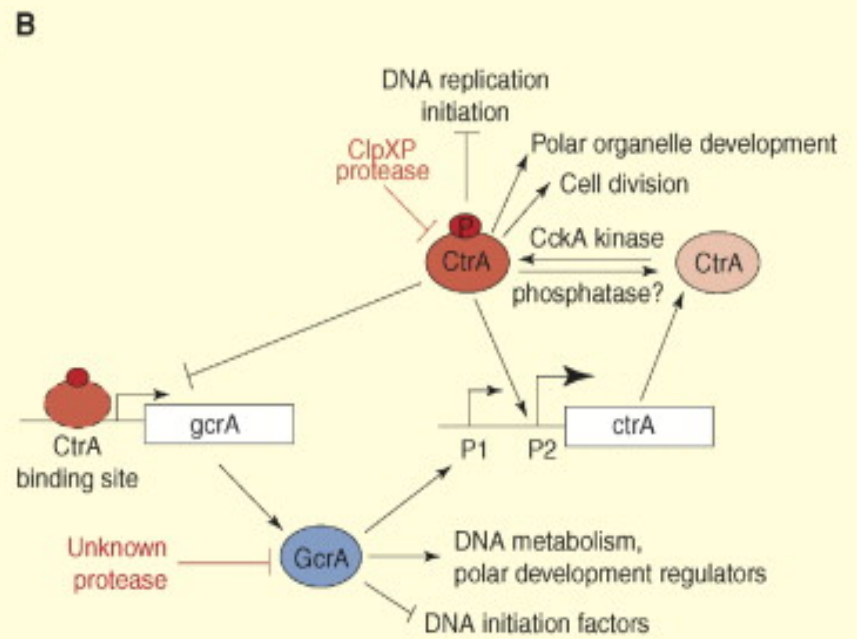 B
DNA replication
initiation
ClpXP
protease
Polar organelle development
Cell division
P
CtrA
CckA kinase
phosphatase?
CtrA
gcrA
ctrA
P1
P2
CtrA
binding site
Unknown
protease
GcrA
DNA metabolism,
polar development regulators
DNA initiation factors